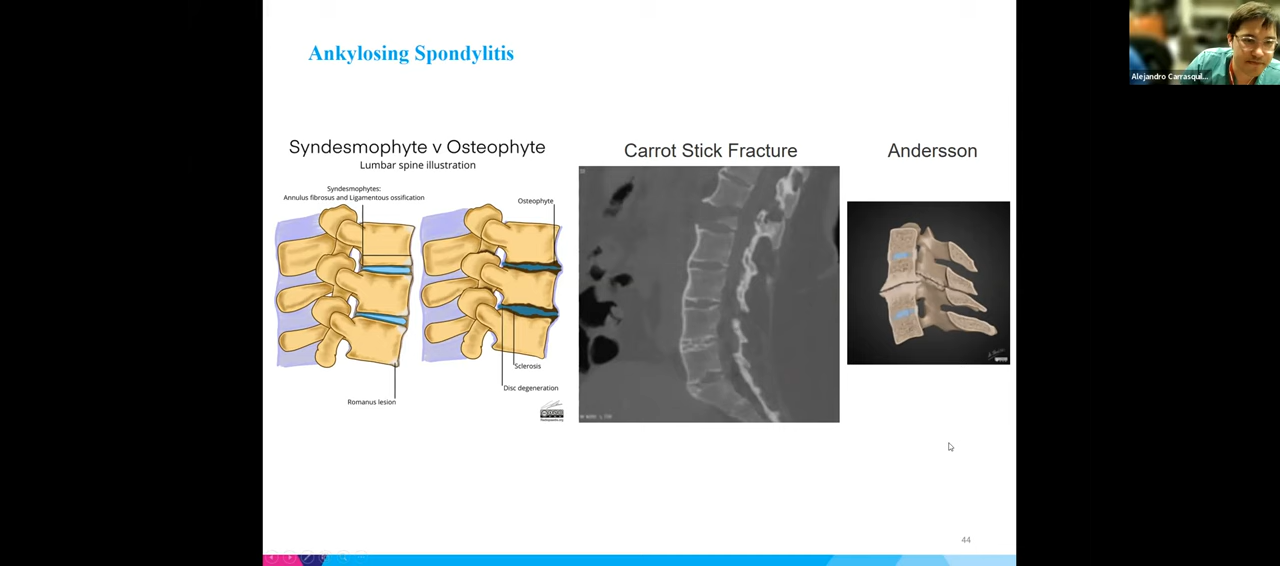 Ankylosing Spondylitis
Alejandro Carrasquil...
Syndesmophyte v Osteophyte
Lumbar spine illustration
Syndesmophytes:
Annulus fibrosus and Ligamentous ossification
Osteophyte
Sclerosis
Disc degeneration
Romanus lesion
Carrot Stick Fracture
Andersson
44